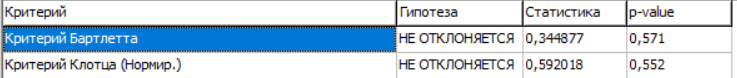 Критерий Гипотеза Статистика p-value
Критерий Бартлетта НЕ ОТКЛОНЯЕТСЯ 0,344877 0,571
Критерий Клотца (Нормир.) НЕ ОТКЛОНЯЕТСЯ 0,592018 0,552